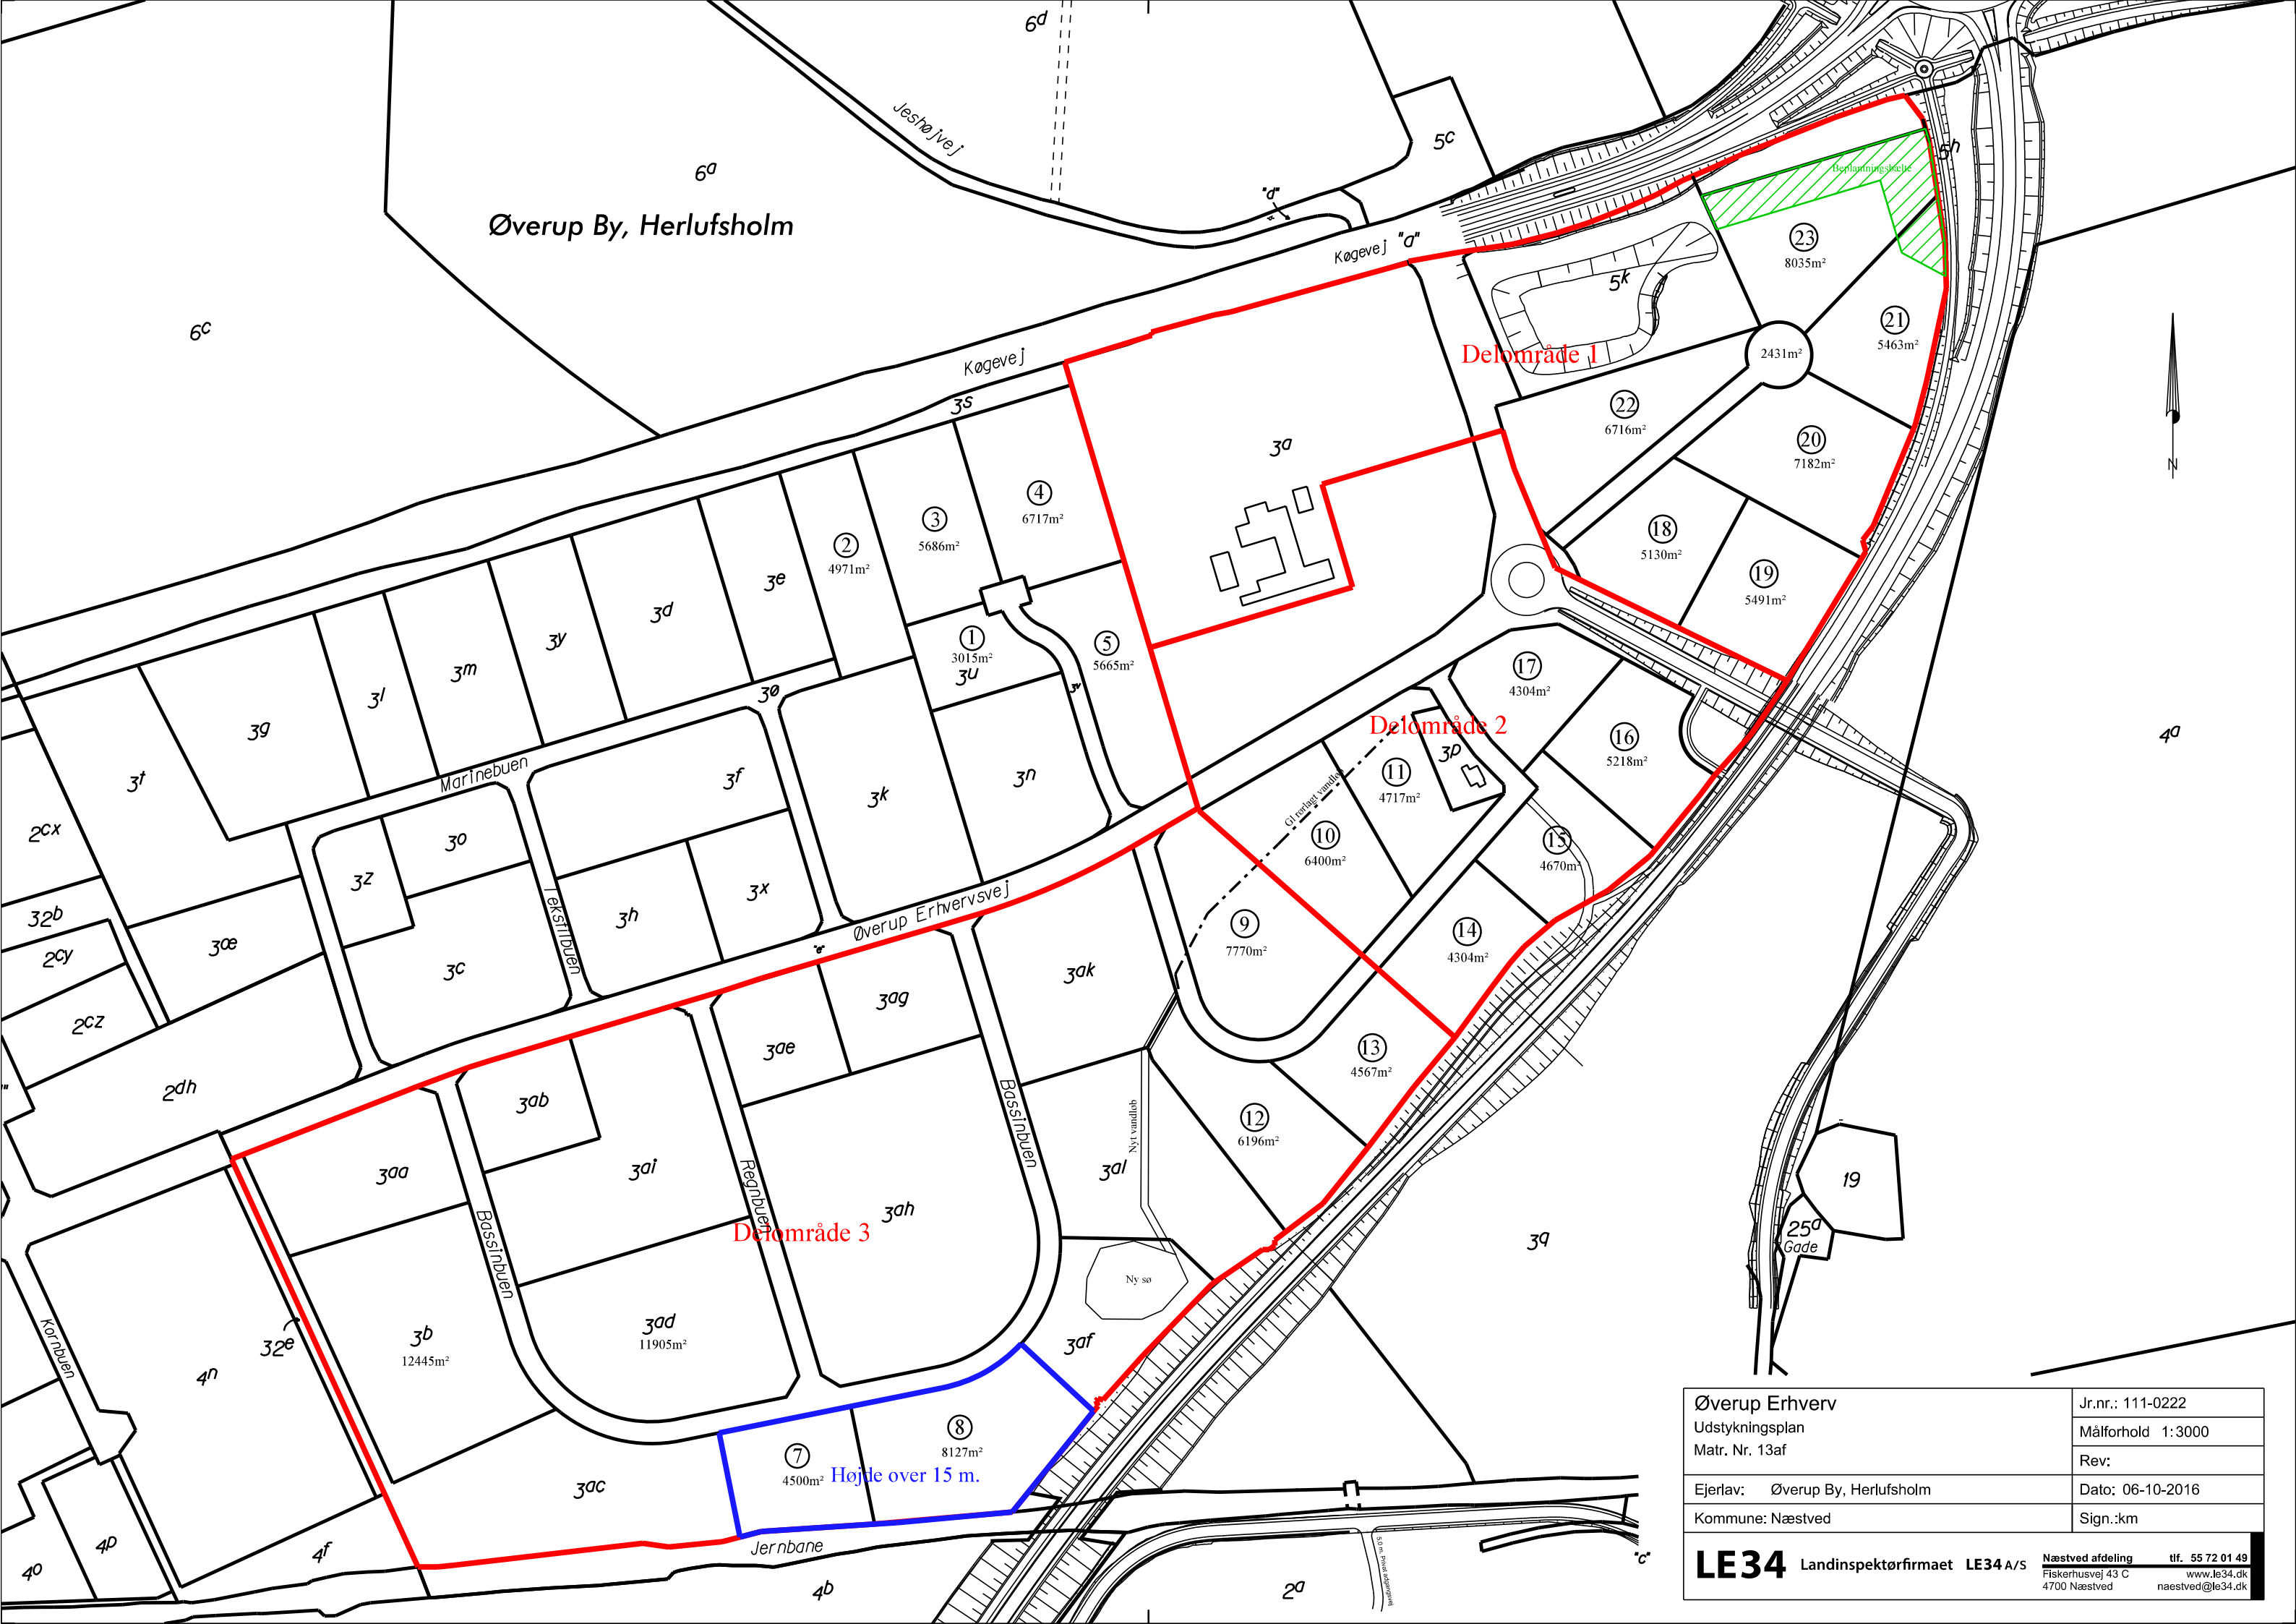 6d
Jeshøjvej
5c
6a
Øverup By, Herlufsholm
"d"
Køgevej "a"
5h
Beplantningsbælte
23
8035m²
5k
6c
21
5463m²
Delområde 1
2431m²
Køgevej
3s
22
6716m²
3a
20
7182m²
N
4
6717m²
3
5686m²
2
4971m²
18
5130m²
19
5491m²
3e
3d
3y
3m
3l
3g
1
3015m²
3u
5
5665m²
3v
3ø
17
4304m²
Delområde 2
16
5218m²
4a
3p
11
4717m²
Gl rørlagt vandløb
10
6400m²
15
4670m²
3t
Marinebuen
3f
3k
3n
2cx
3o
3z
3x
3h
Tekstilbuen
Øverup Erhvervsvej
"e"
32b
2cy
3æ
3c
2cz
9
7770m²
14
4304m²
3ak
3ag
3ae
13
4567m²
2dh
3ab
Bassinbuen
Nyt vandløb
12
6196m²
3aa
3ai
Regnbuen
3al
3ah
Delområde 3
Bassinbuen
19
25a
Gade
3q
Ny sø
3af
Kornbuen
32e
3b
12445m²
3ad
11905m²
4n
7
4500m²
8
8127m²
Højde over 15 m.
3ac
4p
4o
4f
Jernbane
4b
2a
5.0 m. Privat adgangsvej
"c"
Øverup Erhverv
Udstykningsplan
Matr. Nr. 13af
Jr.nr.: 111-0222
Målforhold 1:3000
Rev:
Ejerlav: Øverup By, Herlufsholm
Dato: 06-10-2016
Kommune: Næstved
Sign.:km
LE34 Landinspektørfirmaet LE34 A/S
Næstved afdeling tlf. 55 72 01 49
Fiskerhusvej 43 C www.le34.dk
4700 Næstved naestved@le34.dk